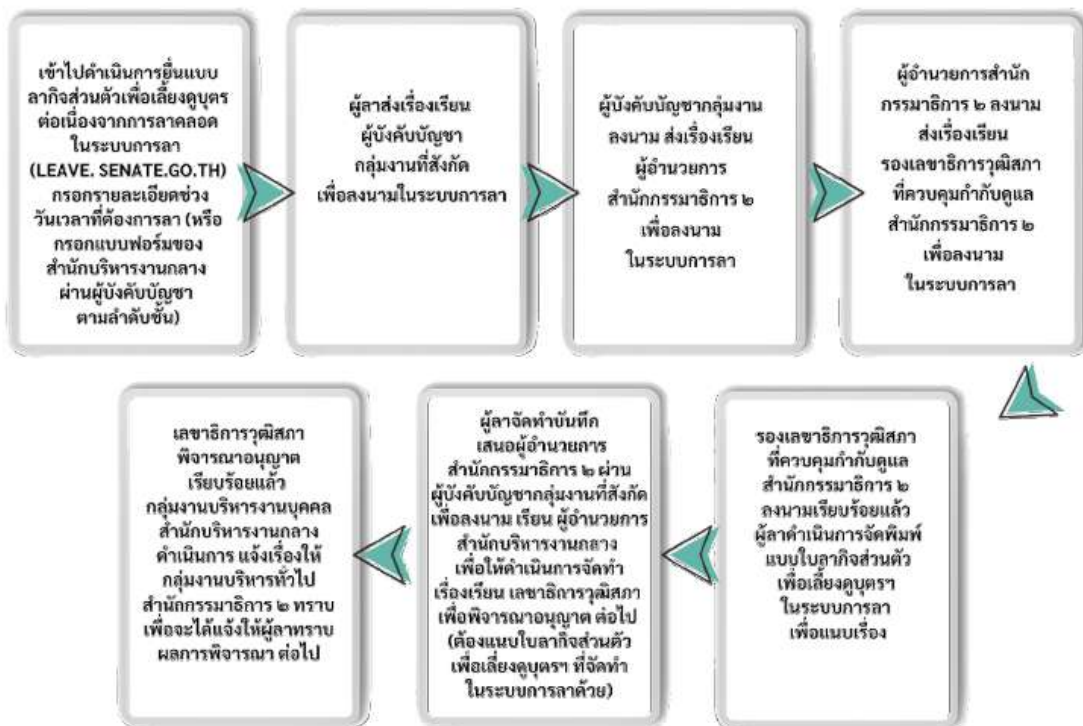 เข้าไปดำเนินการยื่นแบบ
ลากิจส่วนตัวเพื่อเลี้ยงดูบุตร
ต่อเนื่องจากการลาคลอด
ในระบบการลา
(LEAVE. SENATE.GO.TH)
กรอกรายละเอียดช่วง
วันเวลาที่ต้องการลา (หรือ
กรอกแบบฟอร์มของ
สำนักบริหารงานกลาง
ผ่านผู้บังคับบัญชา
ตามลำดับชั้น)
ผู้ลาส่งเรื่องเรียน
ผู้บังคับบัญชา
กลุ่มงานที่สังกัด
เพื่อลงนามในระบบการลา
ผู้บังคับบัญชากลุ่มงาน
ลงนาม ส่งเรื่องเรียน
ผู้อำนวยการ
สำนักกรรมาธิการ ๒
เพื่อลงนาม
ในระบบการลา
ผู้อำนวยการสำนัก
กรรมาธิการ ๒ ลงนาม
ส่งเรื่องเรียน
รองเลขาธิการวุฒิสภา
ที่ควบคุมกำกับดูแล
สำนักกรรมาธิการ ๒
เพื่อลงนาม
ในระบบการลา
รองเลขาธิการวุฒิสภา
ที่ควบคุมกำกับดูแล
สำนักกรรมาธิการ ๒
ลงนามเรียบร้อยแล้ว
ผู้ลาดำเนินการจัดพิมพ์
แบบใบลากิจส่วนตัว
เพื่อเลี้ยงดูบุตรฯ
ในระบบการลา
เพื่อแนบเรื่อง
ผู้ลาจัดทำบันทึก
เสนอผู้อำนวยการ
สำนักกรรมาธิการ ๒ ผ่าน
ผู้บังคับบัญชากลุ่มงานที่สังกัด
เพื่อลงนาม เรียน ผู้อำนวยการ
สำนักบริหารงานกลาง
เพื่อให้ดำเนินการจัดทำ
เรื่องเรียน เลขาธิการวุฒิสภา
เพื่อพิจารณาอนุญาต ต่อไป
(ต้องแนบใบลากิจส่วนตัว
เพื่อเลี้ยงดูบุตรฯ ที่จัดทำ
ในระบบการลาด้วย)
เลขาธิการวุฒิสภา
พิจารณาอนุญาต
เรียบร้อยแล้ว
กลุ่มงานบริหารงานบุคคล
สำนักบริหารงานกลาง
ดำเนินการ แจ้งเรื่องให้
กลุ่มงานบริหารทั่วไป
สำนักกรรมาธิการ ๒ ทราบ
เพื่อจะได้แจ้งให้ผู้ลาทราบ
ผลการพิจารณา ต่อไป